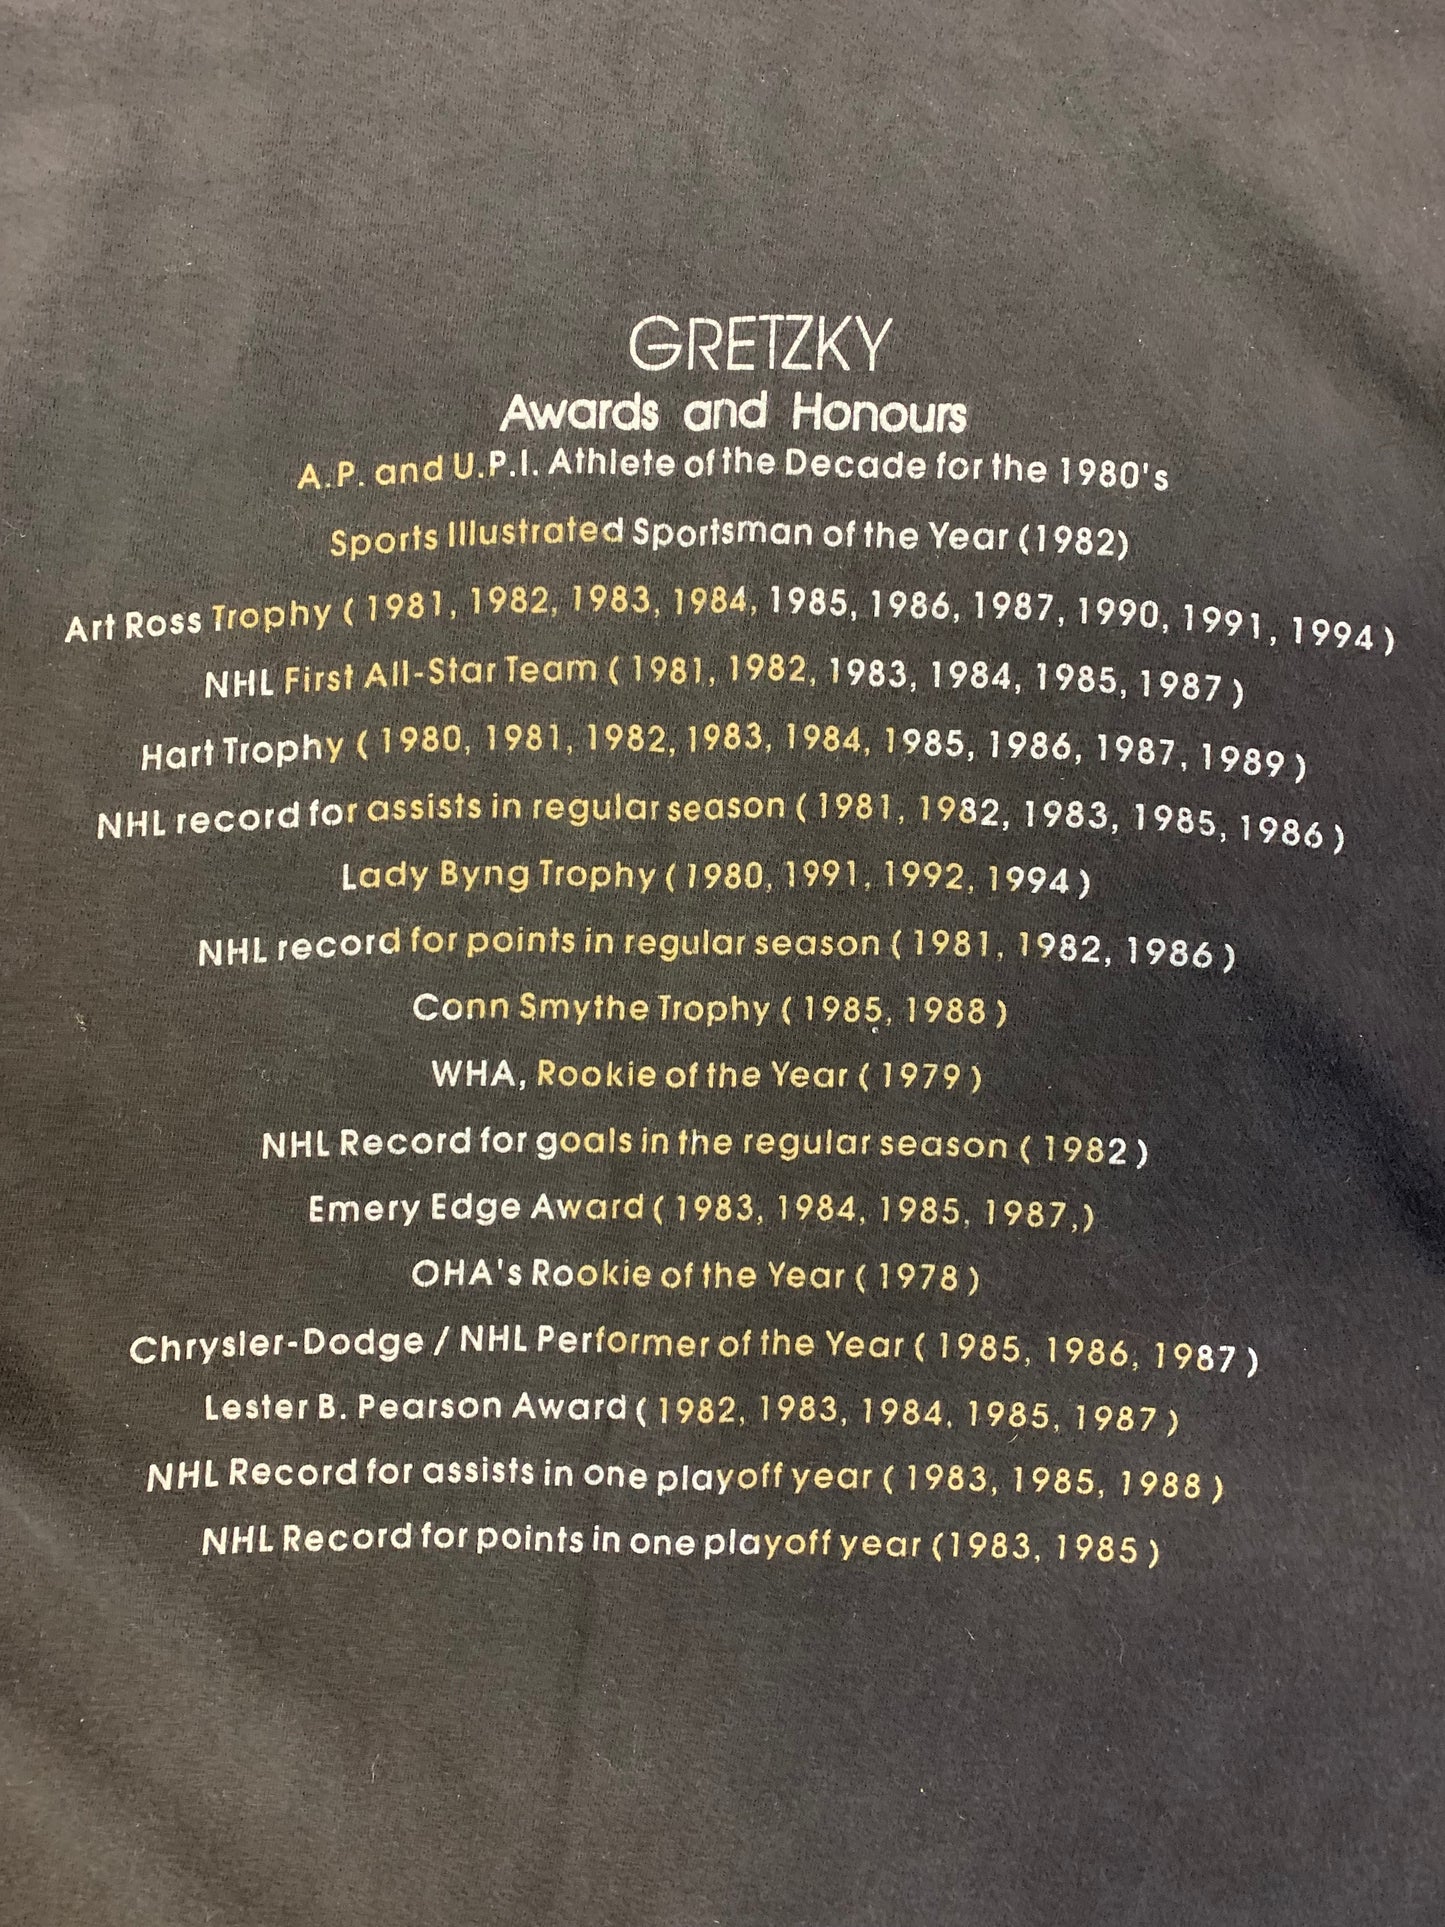 GRETZKY
Awards and Honours
A.P. and U.P.I. Athlete of the Decade for the 1980's
Sports Illustrated Sportsman of the Year (1982)
Art Ross Trophy ( 1981, 1982, 1983, 1984, 1985, 1986, 1987, 1990, 1991, 1994 )
NHL First All-Star Team ( 1981, 1982, 1983, 1984, 1985, 1987 )
Hart Trophy ( 1980, 1981, 1982, 1983, 1984, 1985, 1986, 1987, 1989 )
NHL record for assists in regular season ( 1981, 1982, 1983, 1985, 1986 )
Lady Byng Trophy ( 1980, 1991, 1992, 1994 )
NHL record for points in regular season ( 1981, 1982, 1986 )
Conn Smythe Trophy ( 1985, 1988 )
WHA, Rookie of the Year ( 1979 )
NHL Record for goals in the regular season ( 1982 )
Emery Edge Award ( 1983, 1984, 1985, 1987,)
OHA's Rookie of the Year ( 1978 )
Chrysler-Dodge / NHL Performer of the Year ( 1985, 1986, 1987 )
Lester B. Pearson Award ( 1982, 1983, 1984, 1985, 1987 )
NHL Record for assists in one playoff year ( 1983, 1985, 1988 )
NHL Record for points in one playoff year (1983, 1985 )